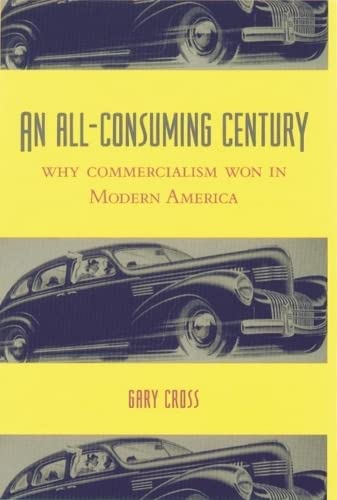 AN ALL-CONSUMING CENTURY
WHY COMMERCIALISM WON IN
MODERN AMERICA
GARY CROSS